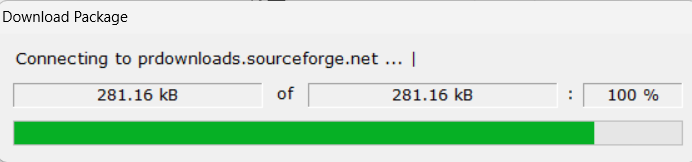 Download Package
Connecting to prdownloads.sourceforge.net ... |
281.16 kB of 281.16 kB : 100 %